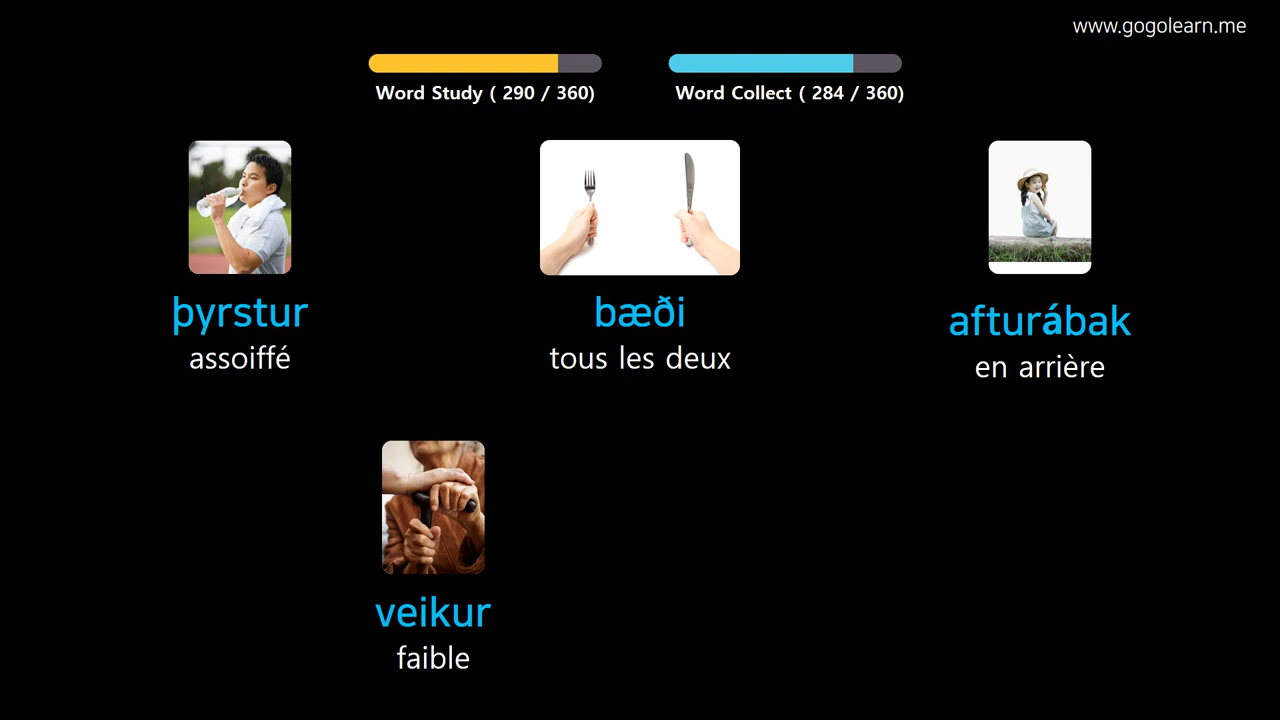 www.gogolearn.me
Word Study ( 290 / 360)
Word Collect ( 284 / 360)
þyrstur
assoiffé
bæði
tous les deux
afturábak
en arrière
veikur
faible